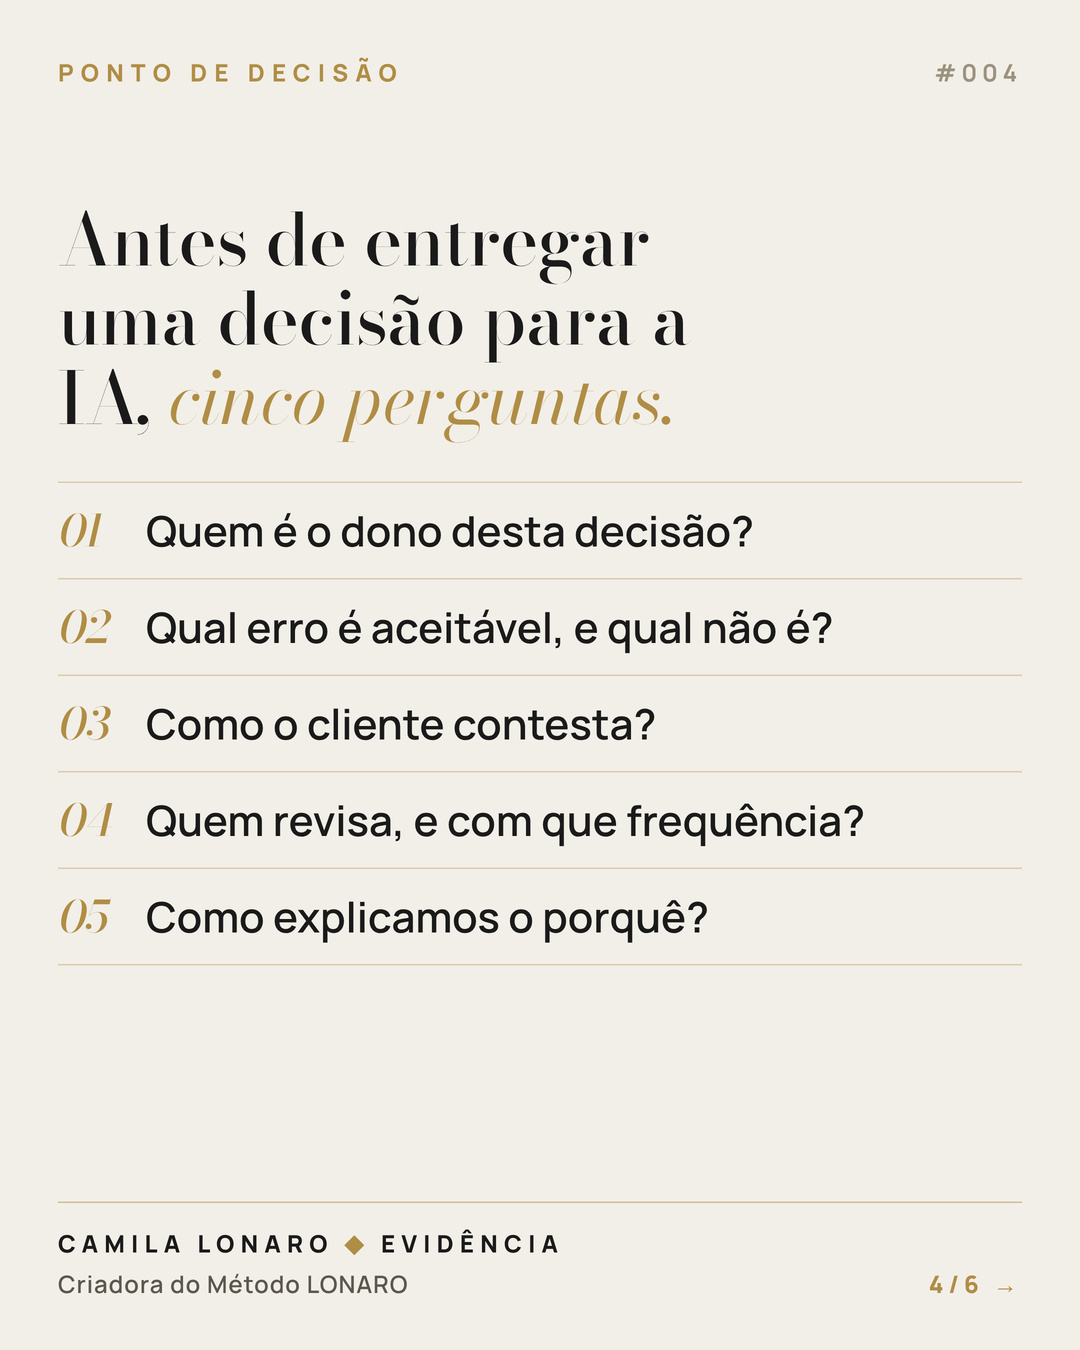 PONTO DE DECISÃO #004
Antes de entregar
uma decisão para a
IA, cinco perguntas.
01 Quem é o dono desta decisão?
02 Qual erro é aceitável, e qual não é?
03 Como o cliente contesta?
04 Quem revisa, e com que frequência?
05 Como explicamos o porquê?
CAMILA LONARO ◆ EVIDÊNCIA
Criadora do Método LONARO 4/6 →